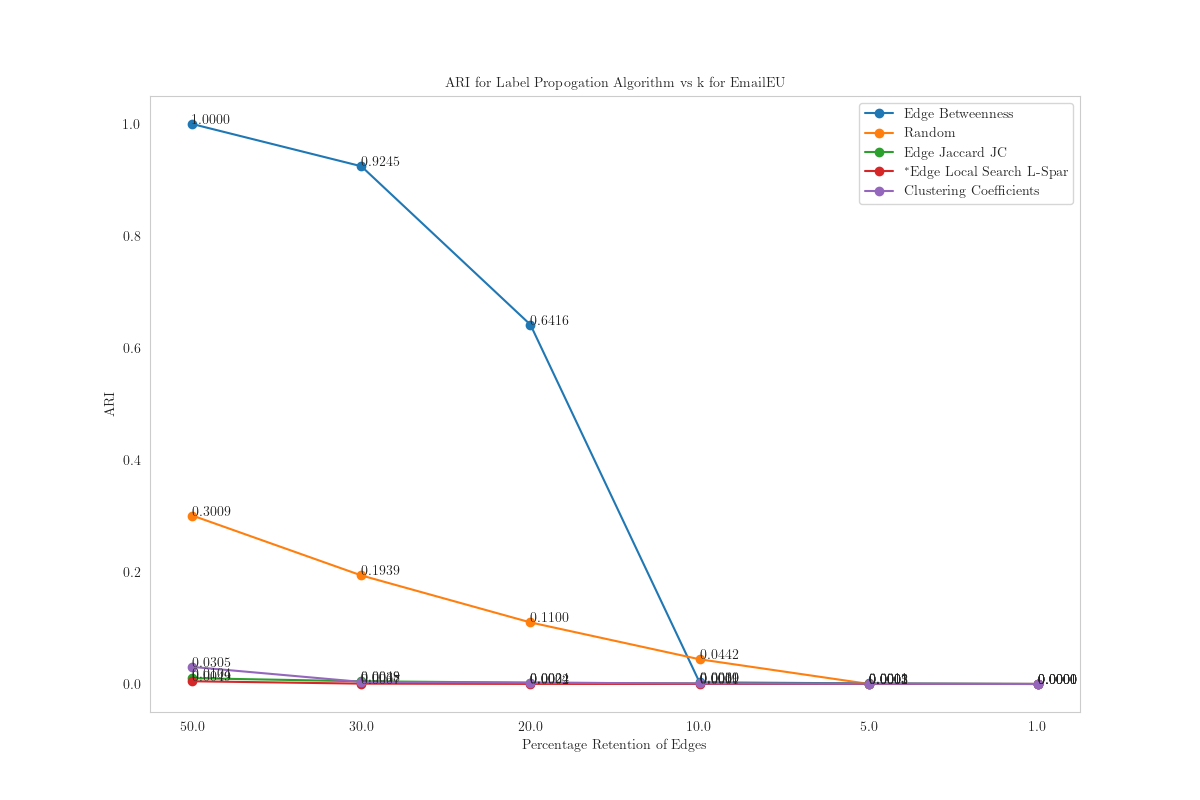 ARI for Label Propogation Algorithm vs k for EmailEU
Edge Betweenness
Random
Edge Jaccard JC
*Edge Local Search L-Spar
Clustering Coefficients
1.0
0.8
0.6
0.4
0.2
0.0
ARI
1.0000
0.9245
0.6416
0.3009
0.1939
0.1100
0.0442
0.0305
50.0 30.0 20.0 10.0 5.0 1.0
Percentage Retention of Edges